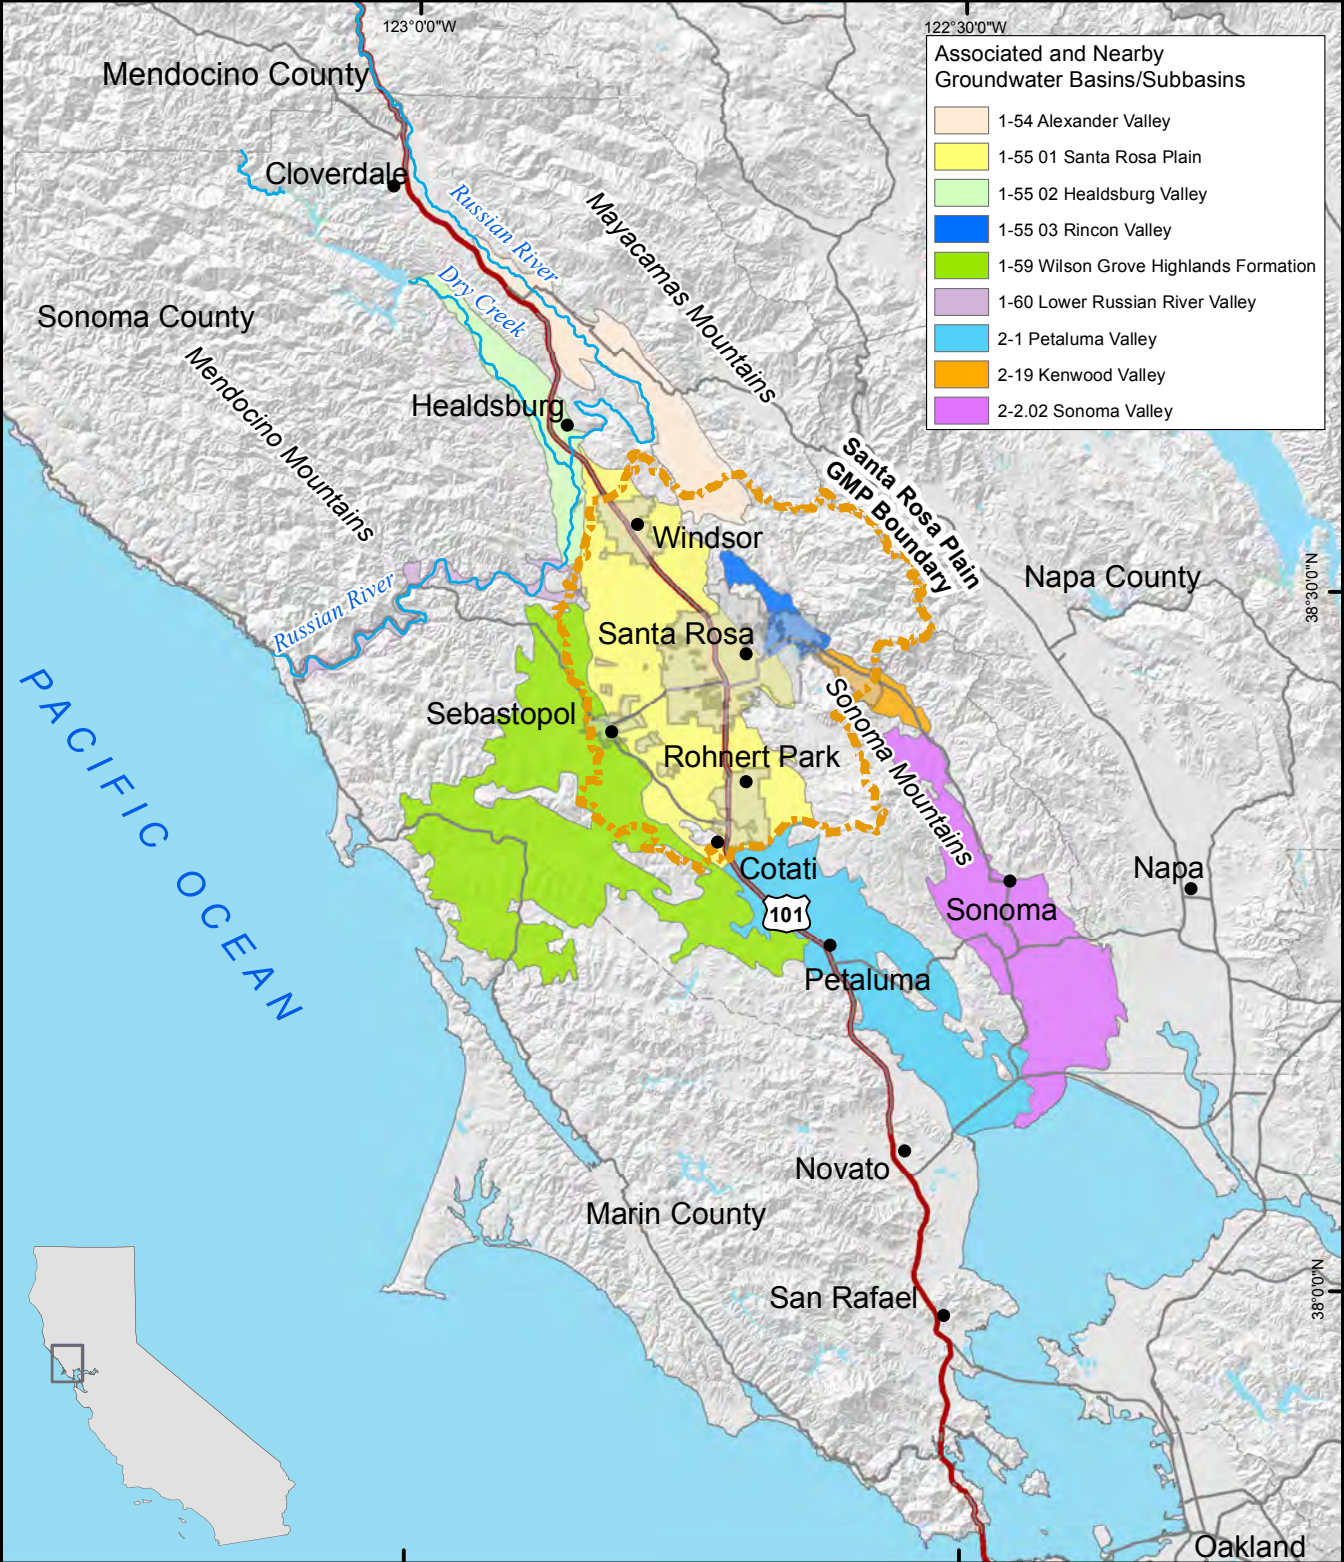 123°0'0"W
122°30'0"W
Associated and Nearby
Groundwater Basins/Subbasins
1-54 Alexander Valley
1-55 01 Santa Rosa Plain
1-55 02 Healdsburg Valley
1-55 03 Rincon Valley
1-59 Wilson Grove Highlands Formation
1-60 Lower Russian River Valley
2-1 Petaluma Valley
2-19 Kenwood Valley
2-2.02 Sonoma Valley
Mendocino County
Cloverdale
Russian River
Mayacamas Mountains
Dry Creek
Sonoma County
Mendocino Mountains
Healdsburg
Santa Rosa Plain
GMP Boundary
Windsor
Napa County
38°30'0"N
Russian River
Santa Rosa
Sebastopol
Sonoma Mountains
Rohnert Park
PACIFIC OCEAN
Cotati
Napa
101
Sonoma
Petaluma
Novato
Marin County
San Rafael
38°0'0"N
Oakland